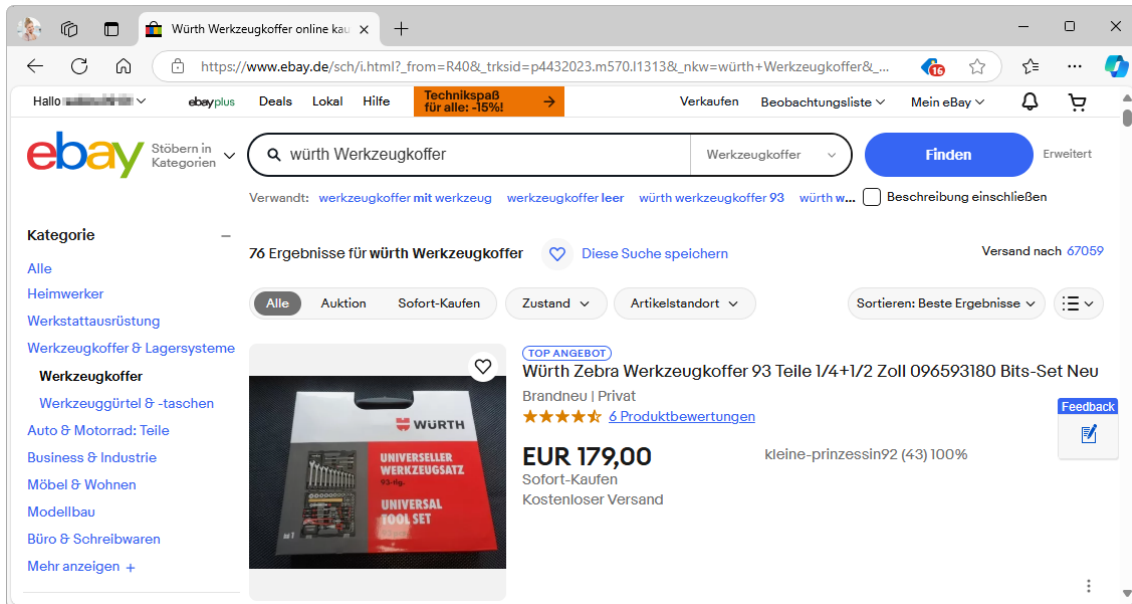 Würth Werkzeugkoffer online kau
https://www.ebay.de/sch/i.html?_from=R40&_trksid=p4432023.m570.l1313&_nkw=würth+Werkzeugkoffer&_...
16
Hallo
ebayplus
Deals
Lokal
Hilfe
Technikspaß
für alle: -15%!
Verkaufen
Beobachtungsliste
Mein eBay
ebay
Stöbern in
Kategorien
würth Werkzeugkoffer
Werkzeugkoffer
Finden
Erweitert
Verwandt: werkzeugkoffer mit werkzeug werkzeugkoffer leer würth werkzeugkoffer 93 würth w...
Beschreibung einschließen
Kategorie
Alle
Heimwerker
Werkstattausrüstung
Werkzeugkoffer & Lagersysteme
Werkzeugkoffer
Werkzeuggürtel & -taschen
Auto & Motorrad: Teile
Business & Industrie
Möbel & Wohnen
Modellbau
Büro & Schreibwaren
Mehr anzeigen
76 Ergebnisse für würth Werkzeugkoffer
Diese Suche speichern
Versand nach 67059
Alle
Auktion
Sofort-Kaufen
Zustand
Artikelstandort
Sortieren: Beste Ergebnisse
WÜRTH
UNIVERSELLER
WERKZEUGSATZ
93-tlg.
UNIVERSAL
TOOL SET
TOP ANGEBOT
Würth Zebra Werkzeugkoffer 93 Teile 1/4+1/2 Zoll 096593180 Bits-Set Neu
Brandneu | Privat
6 Produktbewertungen
EUR 179,00
Sofort-Kaufen
Kostenloser Versand
kleine-prinzessin92 (43) 100%
Feedback